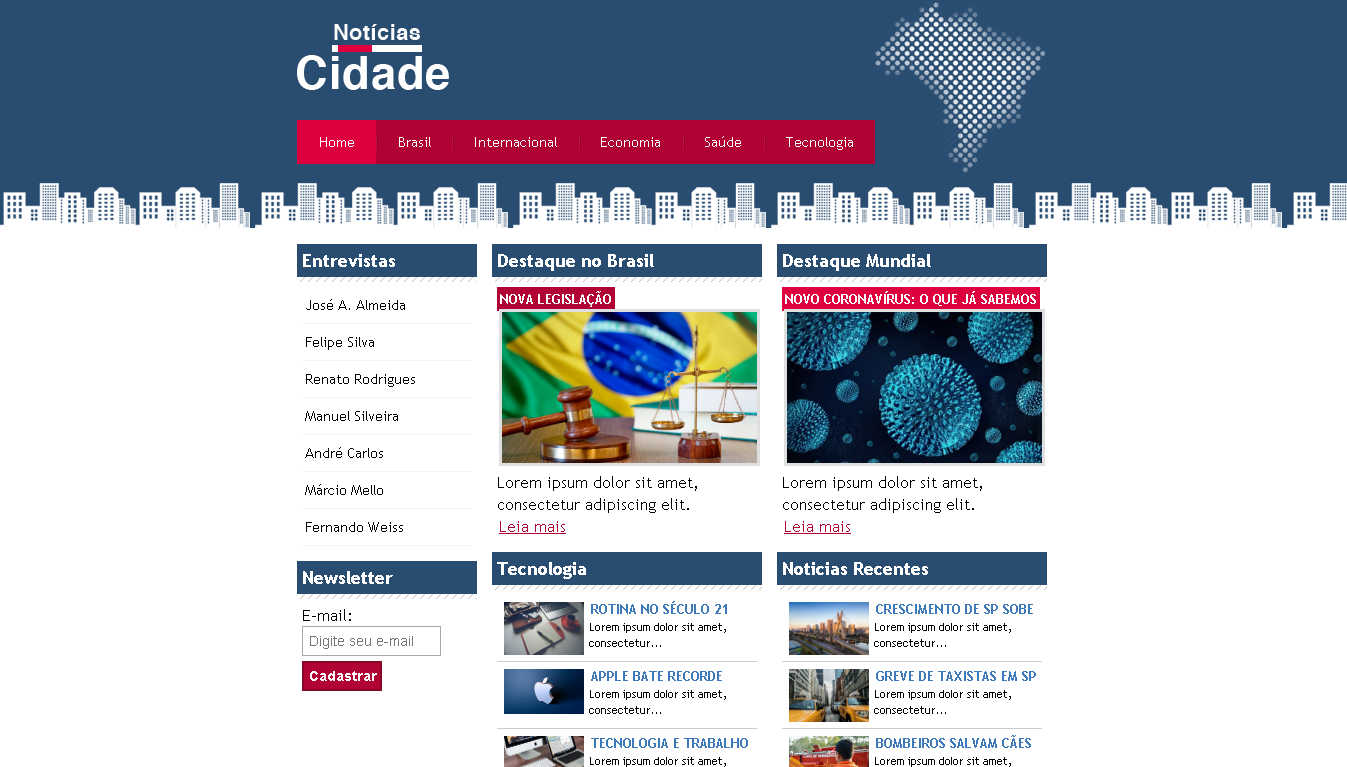 Notícias
Cidade
Home Brasil Internacional Economia Saúde Tecnologia
Entrevistas
José A. Almeida
Felipe Silva
Renato Rodrigues
Manuel Silveira
André Carlos
Márcio Mello
Fernando Weiss
Newsletter
E-mail:
Digite seu e-mail
Cadastrar
Destaque no Brasil
NOVA LEGISLAÇÃO
Lorem ipsum dolor sit amet,
consectetur adipiscing elit.
Leia mais
Destaque Mundial
NOVO CORONAVÍRUS: O QUE JÁ SABEMOS
Lorem ipsum dolor sit amet,
consectetur adipiscing elit.
Leia mais
Tecnologia
ROTINA NO SÉCULO 21
Lorem ipsum dolor sit amet,
consectetur...
APPLE BATE RECORDE
Lorem ipsum dolor sit amet,
consectetur...
TECNOLOGIA E TRABALHO
Lorem ipsum dolor sit amet,
Noticias Recentes
CRESCIMENTO DE SP SOBE
Lorem ipsum dolor sit amet,
consectetur...
GREVE DE TAXISTAS EM SP
Lorem ipsum dolor sit amet,
consectetur...
BOMBEIROS SALVAM CÃES
Lorem ipsum dolor sit amet,